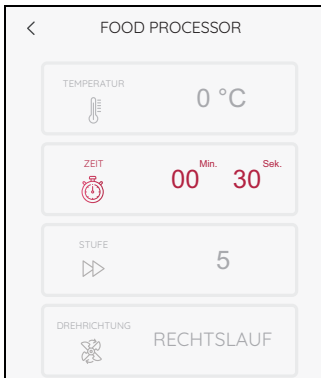 FOOD PROCESSOR
TEMPERATUR
0 °C
ZEIT
00 Min. 30 Sek.
STUFE
5
DREHRICHTUNG
RECHTSLAUF